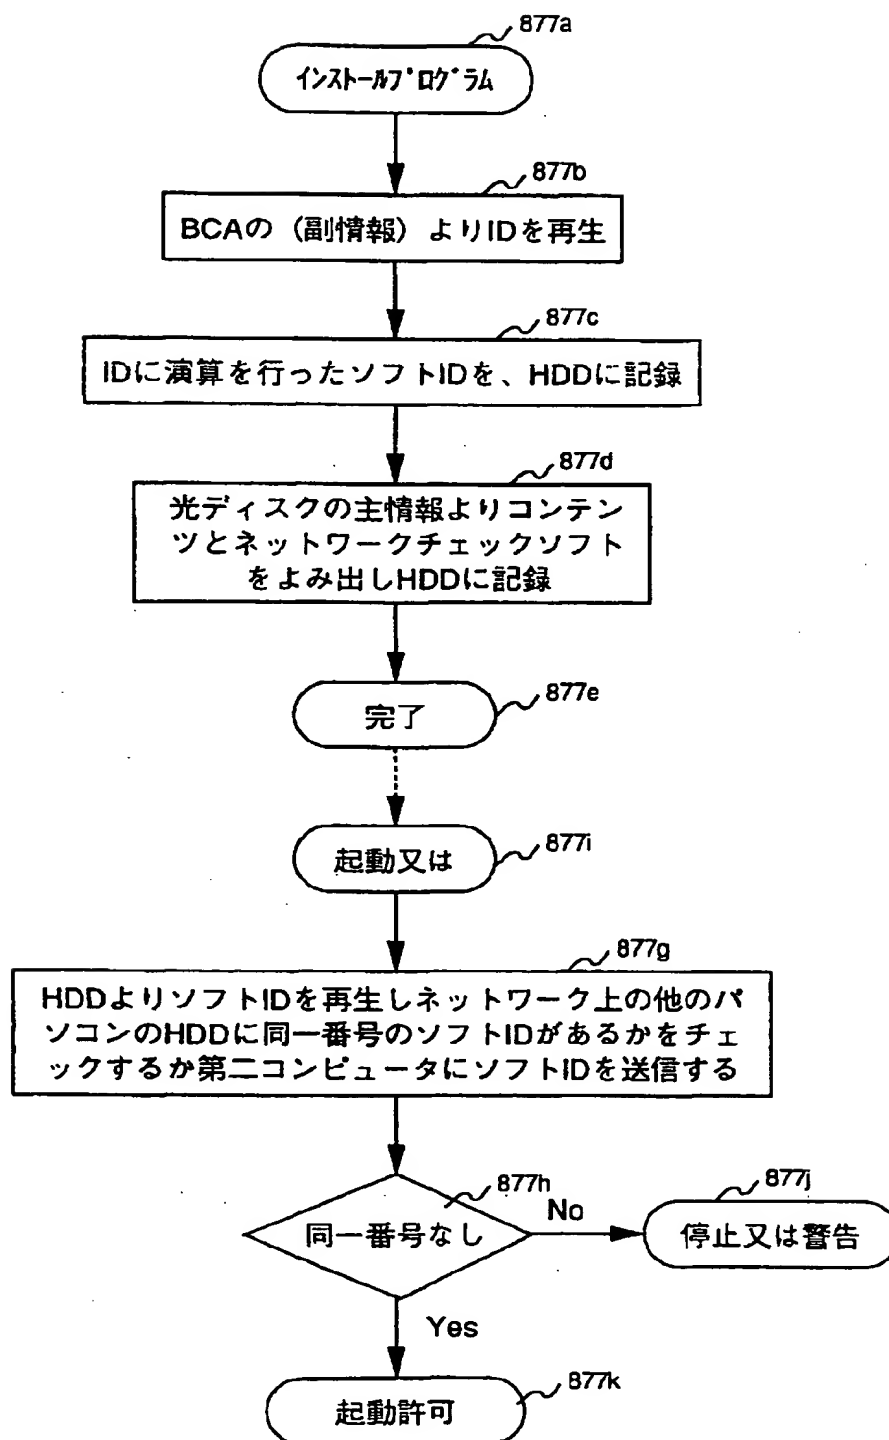 877a
インストールプログラム
877b
BCAの（副情報）よりIDを再生
877c
IDに演算を行ったソフトIDを、HDDに記録
877d
光ディスクの主情報よりコンテン
ツとネットワークチェックソフト
をよみ出しHDDに記録
877e
完了
877i
起動又は
877g
HDDよりソフトIDを再生しネットワーク上の他のパ
ソコンのHDDに同一番号のソフトIDがあるかをチェ
ックするか第二コンピュータにソフトIDを送信する
877h
同一番号なし
No
877j
停止又は警告
Yes
877k
起動許可